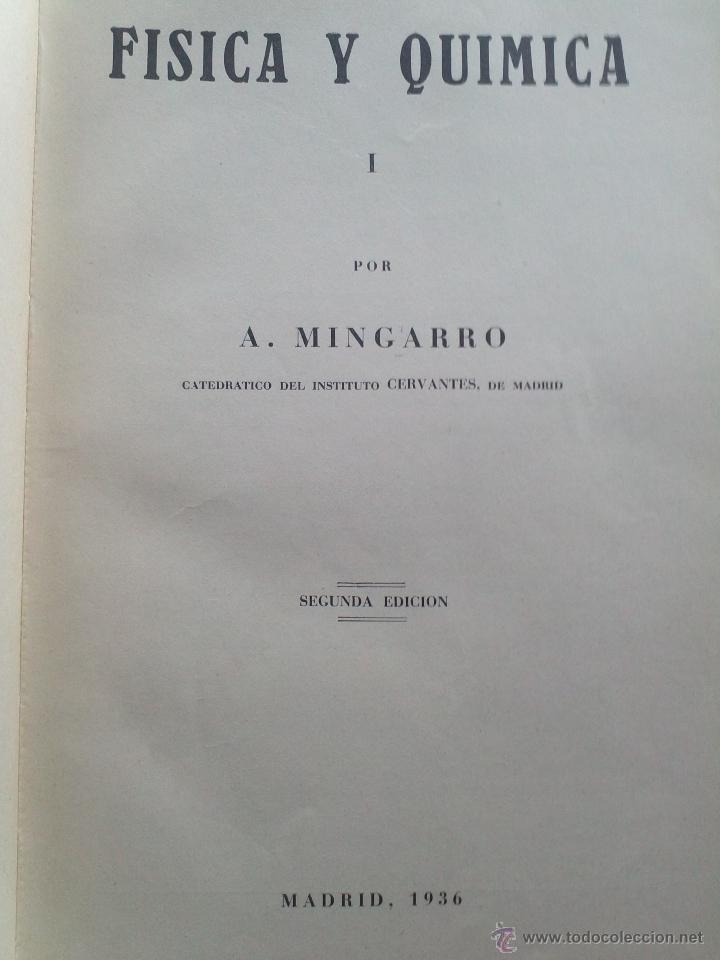 FISICA Y QUIMICA
I
POR
A. MINGARRO
CATEDRATICO DEL INSTITUTO CERVANTES, DE MADRID
SEGUNDA EDICION
MADRID, 1936
© www.todocoleccion.net